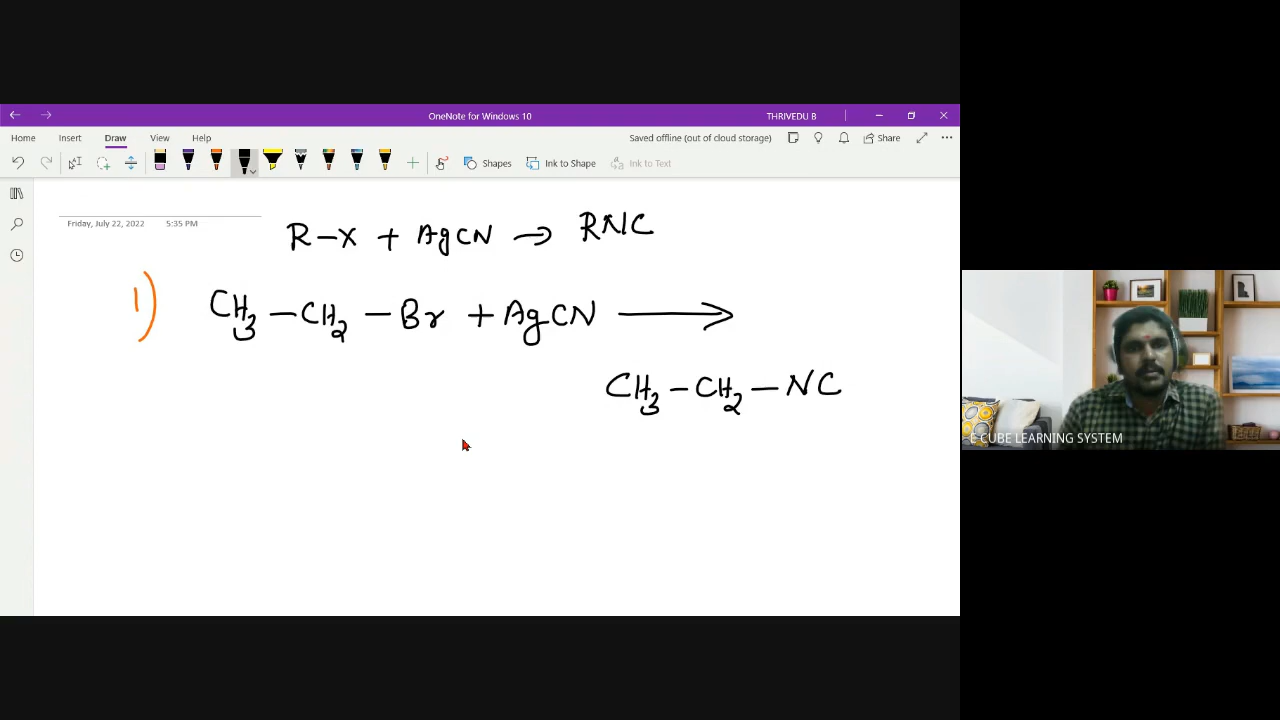 OneNote for Windows 10
THRIVEDU B
Home Insert Draw View Help
Saved offline (out of cloud storage)
Share
Shapes
Ink to Shape
Ink to Text
Friday, July 22, 2022 5:35 PM
R-X + AgCN → RNC
1) CH3-CH2-Br + AgCN ⟶
CH3-CH2-NC
E CUBE LEARNING SYSTEM